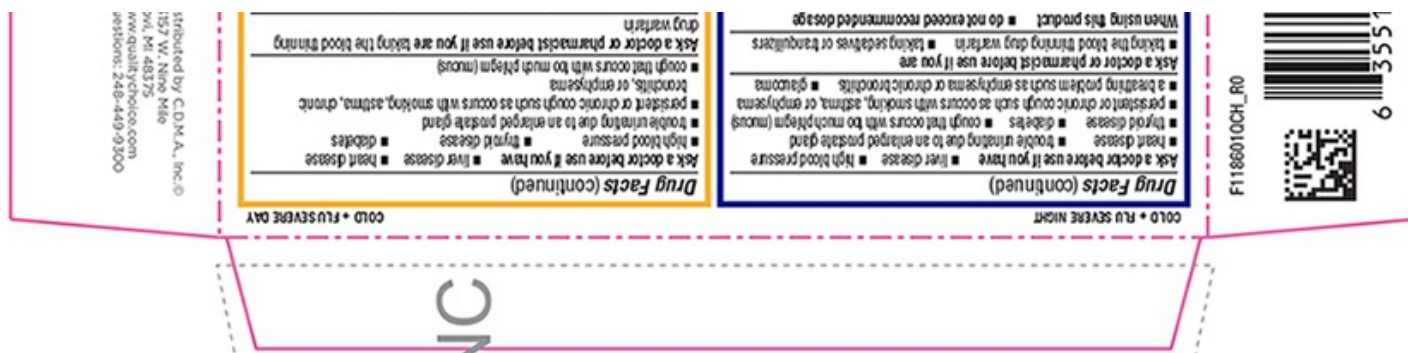 COLD + FLU SEVERE NIGHT
Drug Facts (continued)
Ask a doctor before use if you have ■ liver disease ■ high blood pressure
■ heart disease ■ trouble urinating due to an enlarged prostate gland
■ thyroid disease ■ diabetes ■ cough that occurs with too much phlegm (mucus)
■ persistent or chronic cough such as occurs with smoking, asthma, or emphysema
■ a breathing problem such as emphysema or chronic bronchitis ■ glaucoma
Ask a doctor or pharmacist before use if you are
■ taking the blood thinning drug warfarin ■ taking sedatives or tranquilizers
When using this product ■ do not exceed recommended dosage
COLD + FLU SEVERE DAY
Drug Facts (continued)
Ask a doctor before use if you have ■ liver disease ■ heart disease
■ high blood pressure ■ thyroid disease ■ diabetes
■ trouble urinating due to an enlarged prostate gland
■ persistent or chronic cough such as occurs with smoking, asthma, chronic
bronchitis, or emphysema
■ cough that occurs with too much phlegm (mucus)
Ask a doctor or pharmacist before use if you are taking the blood thinning
drug warfarin
stributed by C.D.M.A., Inc.©
157 W. Nine Mile
ovi, MI 48375
ww.qualitychoice.com
estions: 248-449-9300
F118601OCH_R0
6 3551
NC